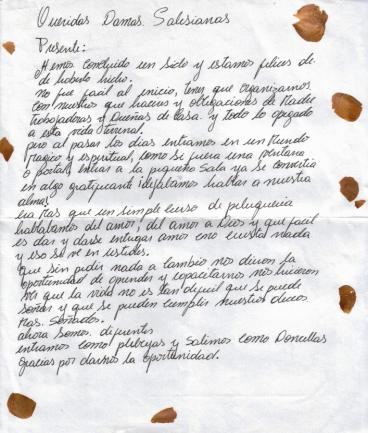 Queridas Damas Salesianas
Presente:
Hemos concluido un siclo y estamos felices de
de haberlo hecho.
no fue facil al inicio, tener que organizarnos
con nuestros que haceres y obligaciones de Madre
trabajadoras y Dueñas de casa. y todo lo apegado
a esta vida terrenal.
pero al pasar los dias entramos en un Mundo
magico y espiritual, como si fuera una ventana
o portal, entrar a la pequeña Sala ya se convertia
en algo gratificante dejabamos hablar a nuestra
alma!
era mas que un simple curso de peluqueria
hablabamos del amor, del amor a Dios y que facil
es dar y darse entregar amor eno cuesta nada
y eso se ve en ustedes.
que sin pedir nada a cambio nos dieron la
oportunidad de aprender y capacitarnos nos hicieron
ver que la vida no es tan dificil que se puede
soñar y que se pueden cumplir nuestros
mas. Soñados.
ahora somos. diferentes
entramos como plebeyas y salimos como Doncellas
gracias por darnos la oportunidad.